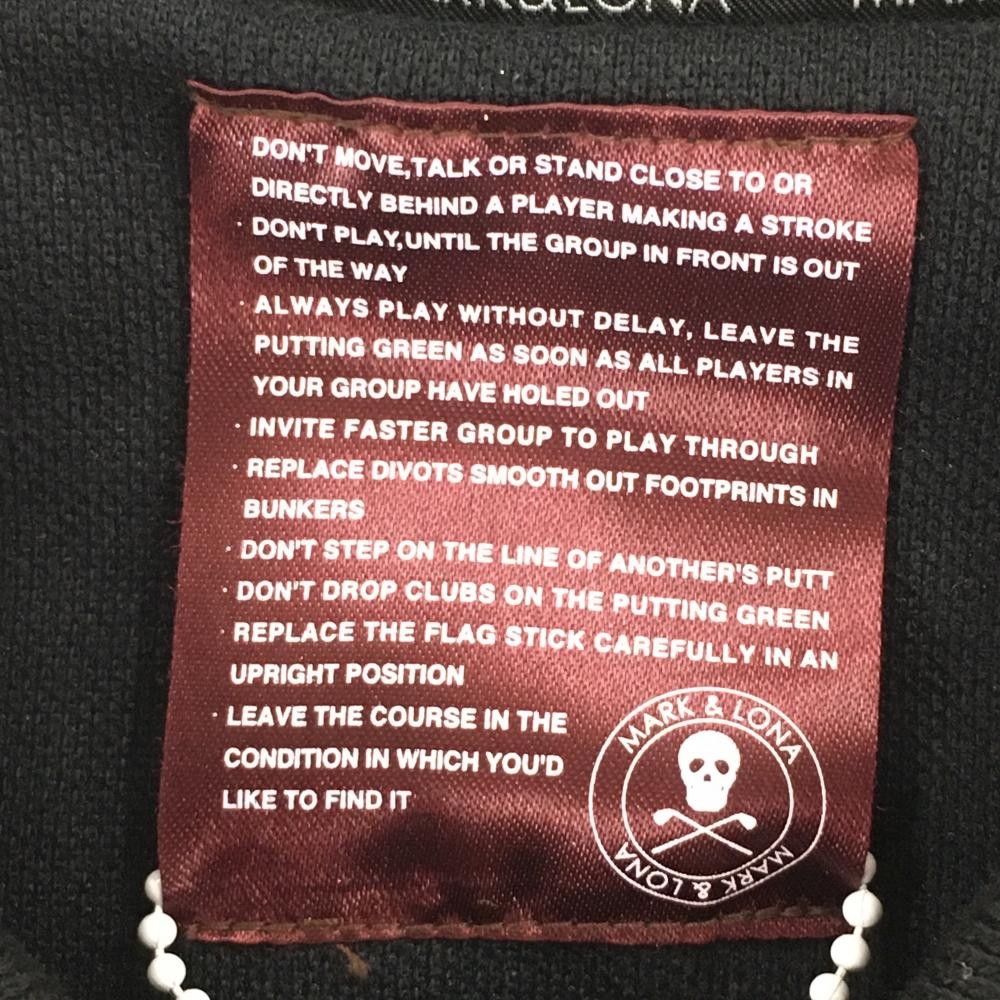 &LONA
· DON'T MOVE,TALK OR STAND CLOSE TO OR
DIRECTLY BEHIND A PLAYER MAKING A STROKE
· DON'T PLAY,UNTIL THE GROUP IN FRONT IS OUT
OF THE WAY
· ALWAYS PLAY WITHOUT DELAY, LEAVE THE
PUTTING GREEN AS SOON AS ALL PLAYERS IN
YOUR GROUP HAVE HOLED OUT
· INVITE FASTER GROUP TO PLAY THROUGH
· REPLACE DIVOTS SMOOTH OUT FOOTPRINTS IN
BUNKERS
· DON'T STEP ON THE LINE OF ANOTHER'S PUTT
· DON'T DROP CLUBS ON THE PUTTING GREEN
· REPLACE THE FLAG STICK CAREFULLY IN AN
UPRIGHT POSITION
· LEAVE THE COURSE IN THE
CONDITION IN WHICH YOU'D
LIKE TO FIND IT
MARK & LONA
MARK & LONA